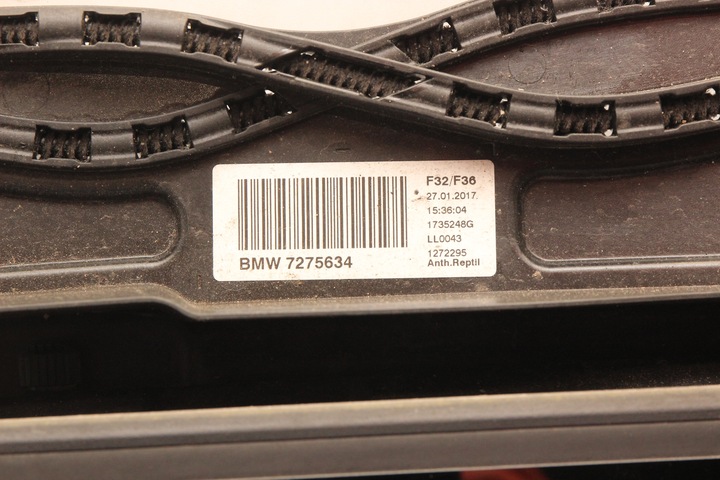 F32/F36
27.01.2017
15:36:04
1735248G
LL0043
1272295
Anth.Reptil
BMW 7275634